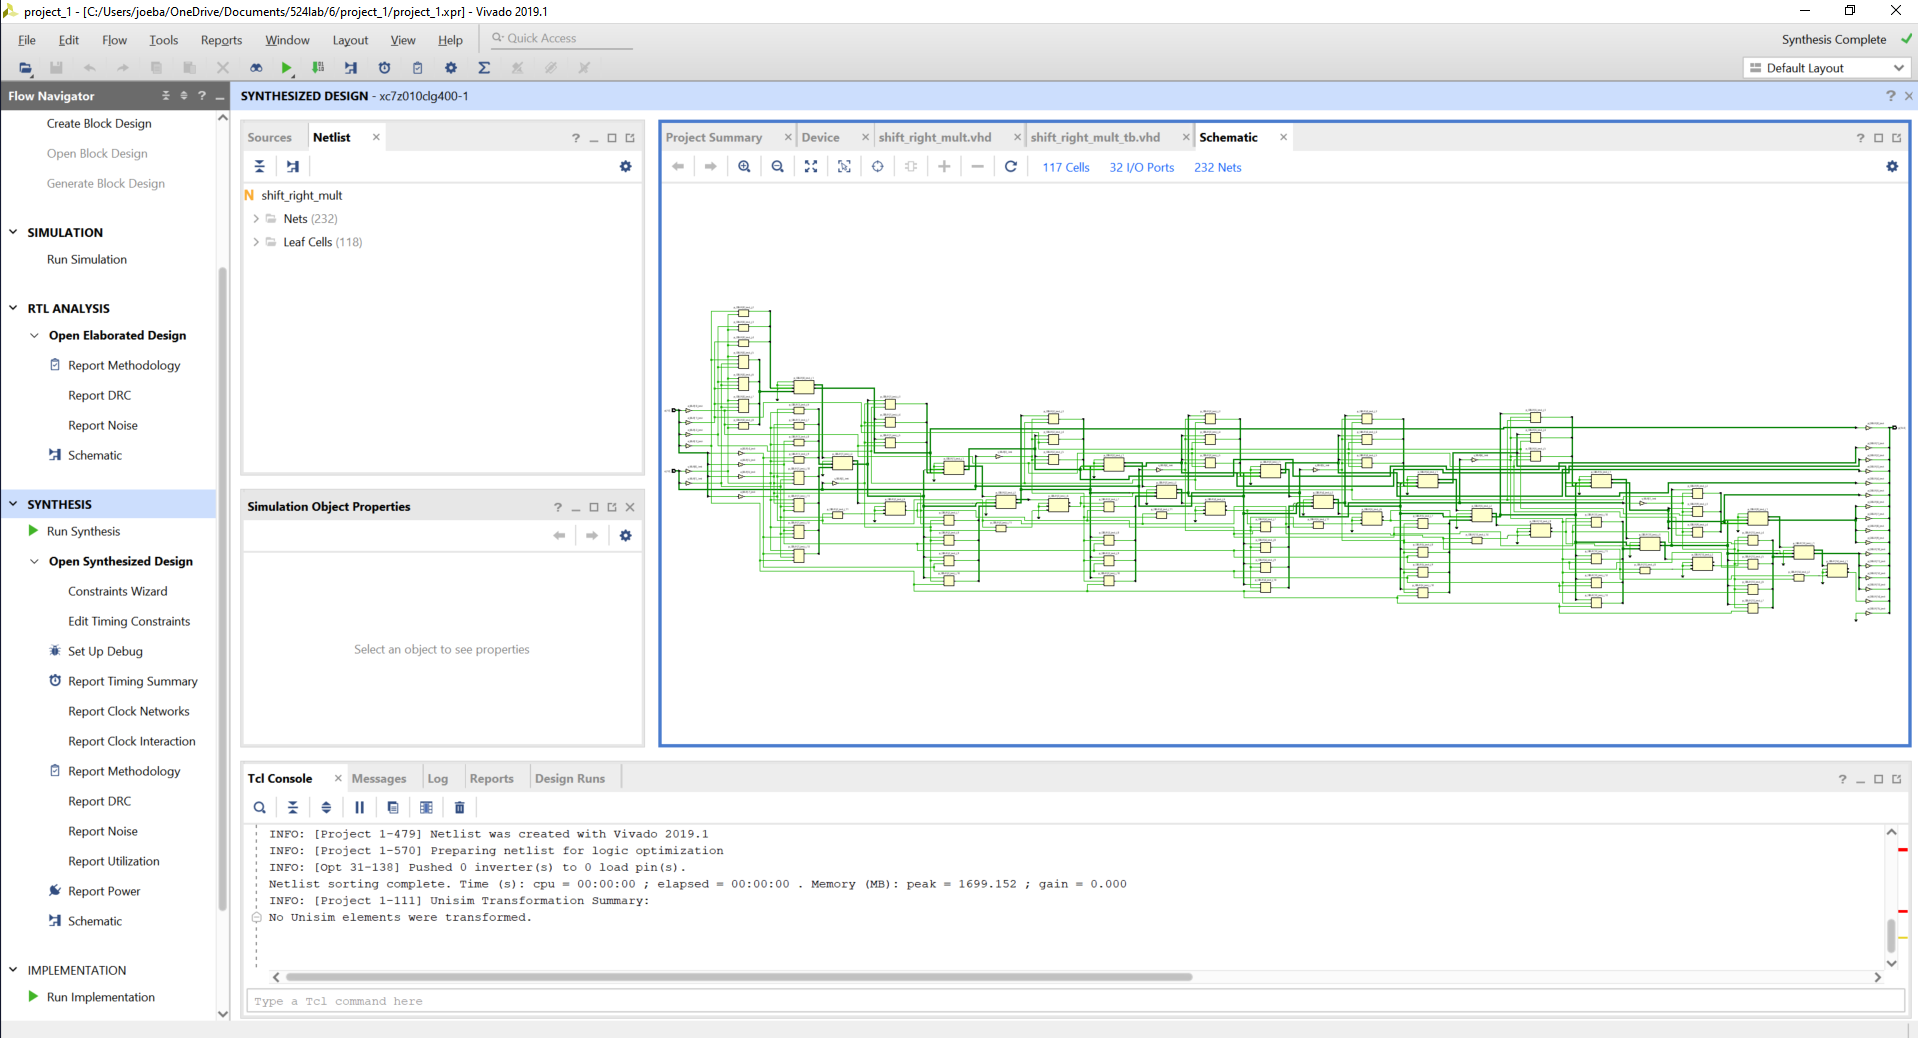 project_1 - [C:/Users/joeba/OneDrive/Documents/524lab/6/project_1/project_1.xpr] - Vivado 2019.1
File Edit Flow Tools Reports Window Layout View Help Quick Access
Synthesis Complete
Default Layout
Flow Navigator
SYNTHESIZED DESIGN - xc7z010clg400-1
Create Block Design
Open Block Design
Generate Block Design
SIMULATION
Run Simulation
RTL ANALYSIS
Open Elaborated Design
Report Methodology
Report DRC
Report Noise
Schematic
SYNTHESIS
Run Synthesis
Open Synthesized Design
Constraints Wizard
Edit Timing Constraints
Set Up Debug
Report Timing Summary
Report Clock Networks
Report Clock Interaction
Report Methodology
Report DRC
Report Noise
Report Utilization
Report Power
Schematic
IMPLEMENTATION
Run Implementation
Sources Netlist
N shift_right_mult
Nets (232)
Leaf Cells (118)
Simulation Object Properties
Select an object to see properties
Project Summary Device shift_right_mult.vhd shift_right_mult_tb.vhd Schematic
117 Cells 32 I/O Ports 232 Nets
Tcl Console Messages Log Reports Design Runs
INFO: [Project 1-479] Netlist was created with Vivado 2019.1
INFO: [Project 1-570] Preparing netlist for logic optimization
INFO: [Opt 31-138] Pushed 0 inverter(s) to 0 load pin(s).
Netlist sorting complete. Time (s): cpu = 00:00:00 ; elapsed = 00:00:00 . Memory (MB): peak = 1699.152 ; gain = 0.000
INFO: [Project 1-111] Unisim Transformation Summary:
No Unisim elements were transformed.
Type a Tcl command here